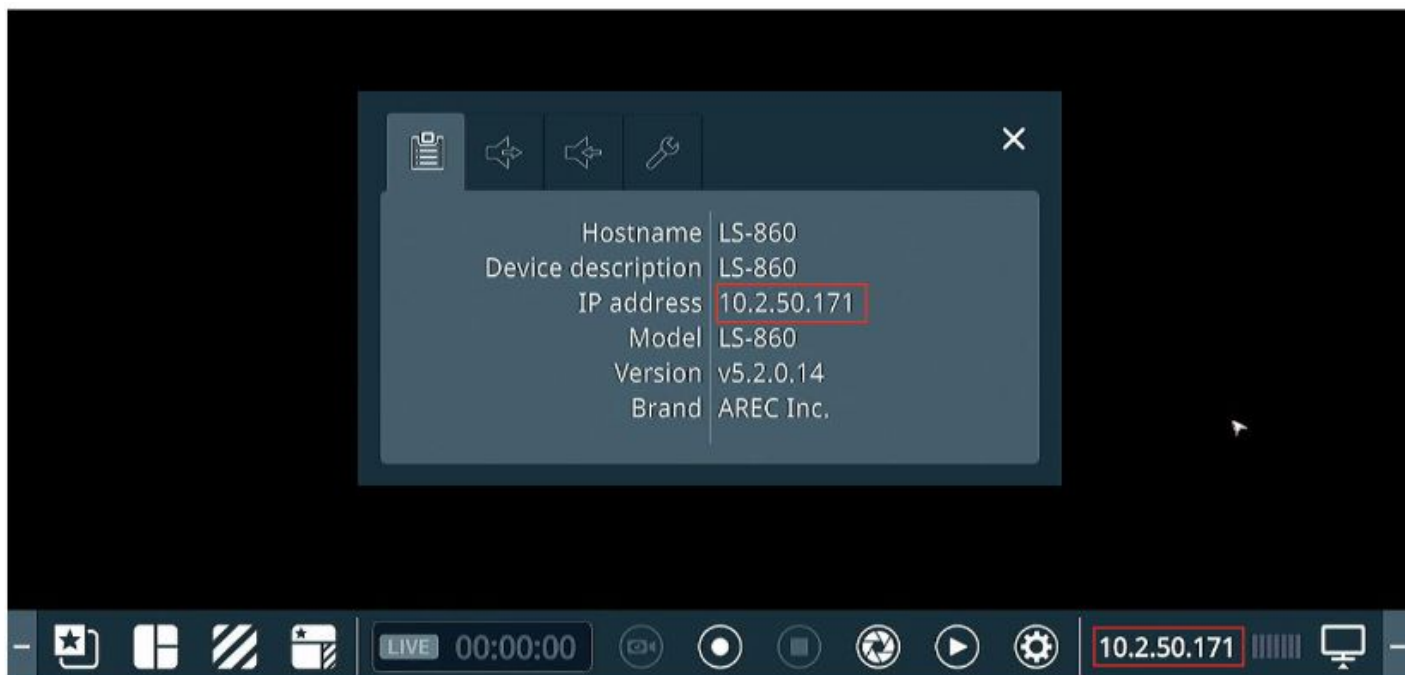 Hostname LS-860
Device description LS-860
IP address 10.2.50.171
Model LS-860
Version v5.2.0.14
Brand AREC Inc.
LIVE 00:00:00 10.2.50.171